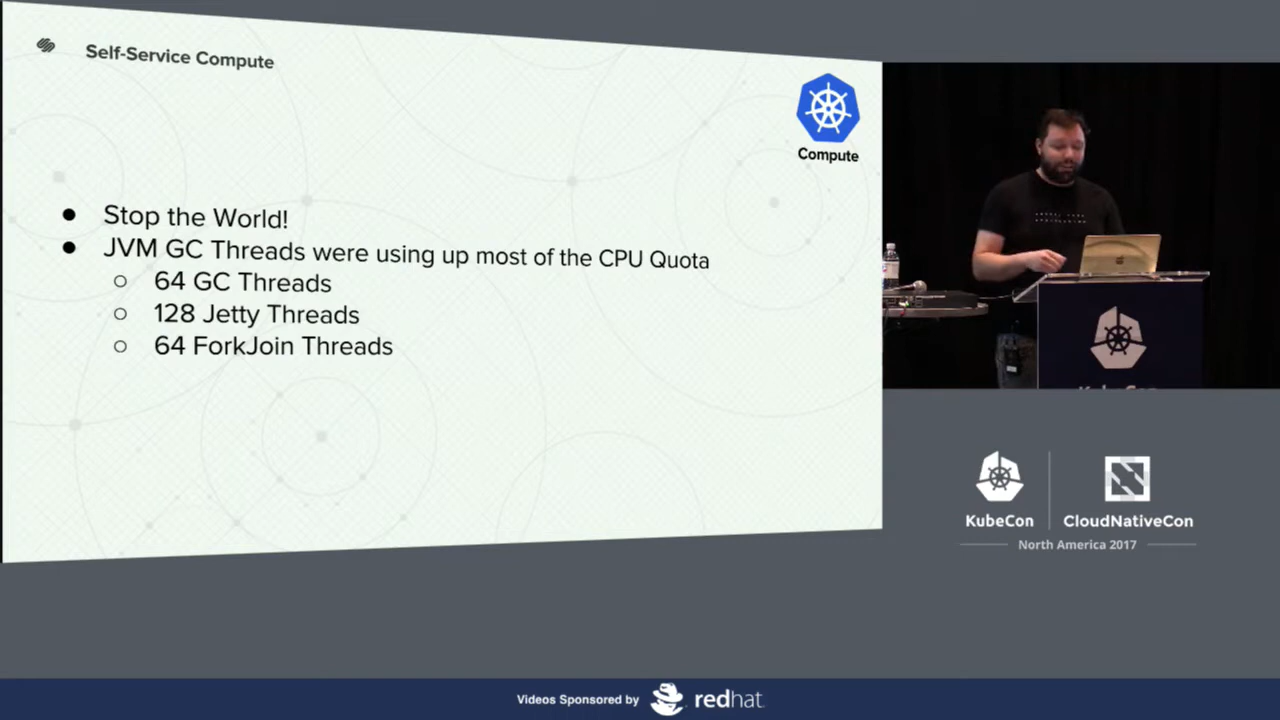 Self-Service Compute
Compute
Stop the World!
JVM GC Threads were using up most of the CPU Quota
64 GC Threads
128 Jetty Threads
64 ForkJoin Threads
KubeCon
CloudNativeCon
North America 2017
Videos Sponsored by
redhat